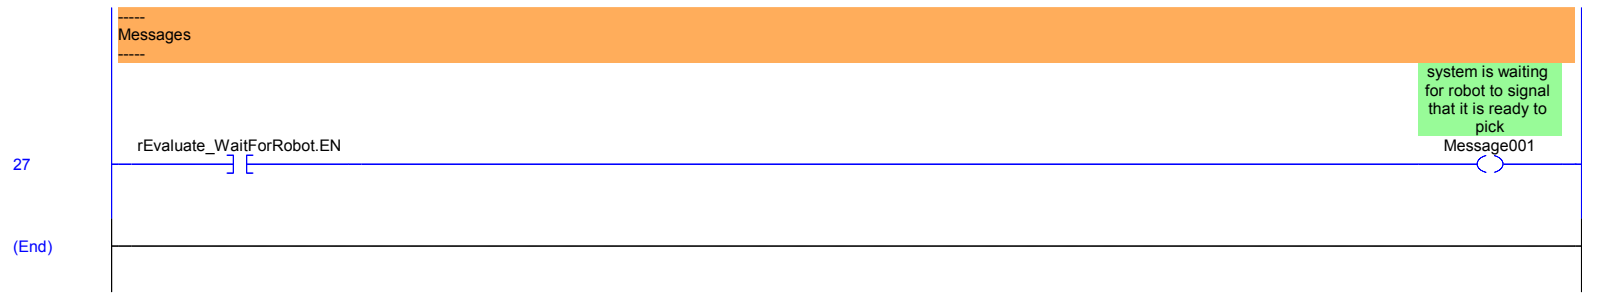 -----
Messages
-----
system is waiting
for robot to signal
that it is ready to
pick
rEvaluate_WaitForRobot.EN
Message001
27
(End)